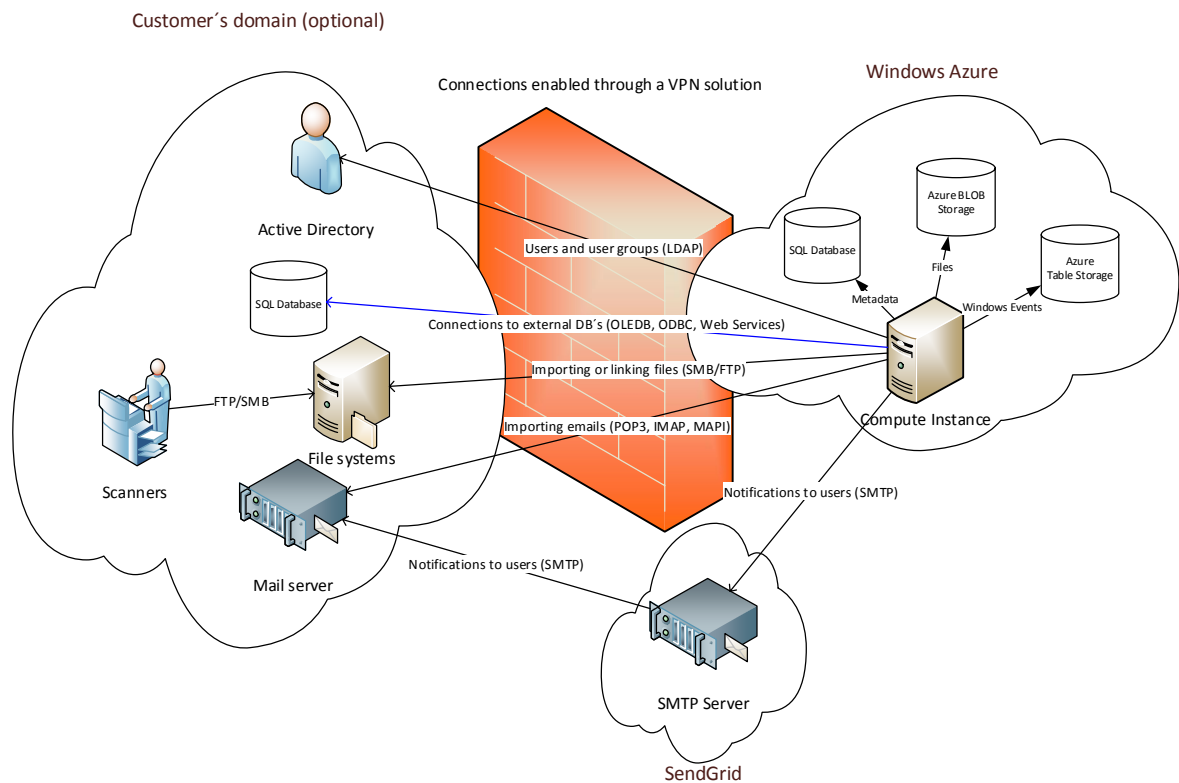 Customer´s domain (optional)
Connections enabled through a VPN solution
Windows Azure
Active Directory
SQL Database
FTP/SMB
Scanners
File systems
Mail server
Users and user groups (LDAP)
Connections to external DB´s (OLEDB, ODBC, Web Services)
Importing or linking files (SMB/FTP)
Importing emails (POP3, IMAP, MAPI)
Notifications to users (SMTP)
Azure BLOB
Storage
SQL Database
Azure
Table Storage
Files
Metadata
Windows Events
Compute Instance
Notifications to users (SMTP)
SMTP Server
SendGrid